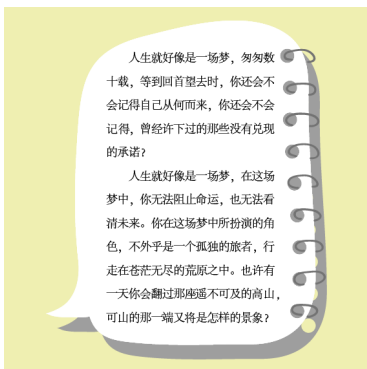 人生就好像是一场梦，匆匆数
十载，等到回首望去时，你还会不
会记得自己从何而来，你还会不会
记得，曾经许下过的那些没有兑现
的承诺？
人生就好像是一场梦，在这场
梦中，你无法阻止命运，也无法看
清未来。你在这场梦中所扮演的角
色，不外乎是一个孤独的旅者，行
走在苍茫无尽的荒原之中。也许有
一天你会翻过那座遥不可及的高山，
可山的那一端又将是怎样的景象？